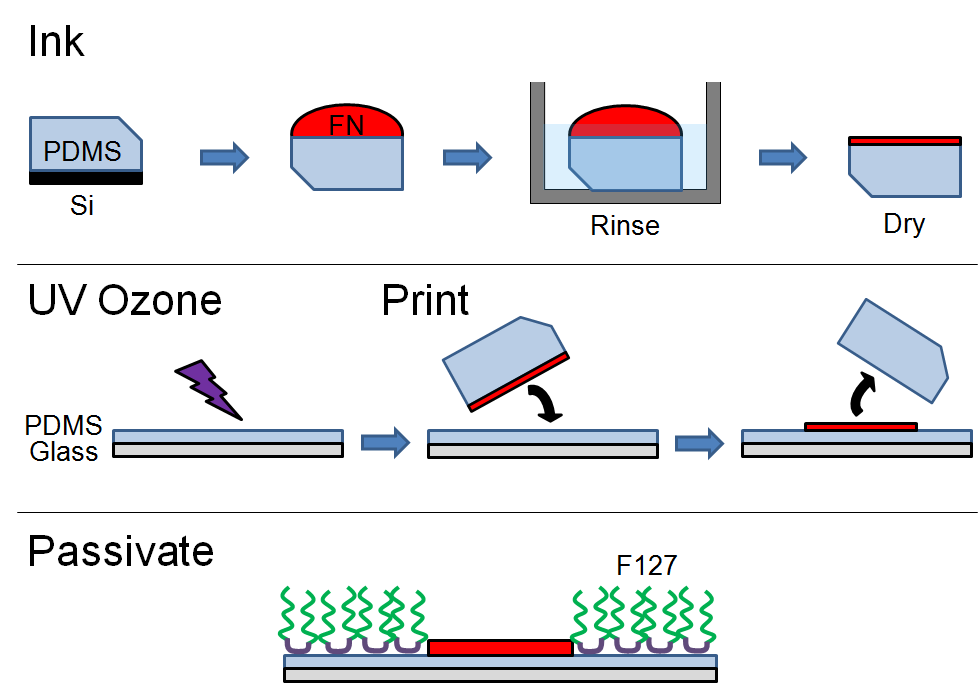 Ink
PDMS
Si
FN
Rinse
Dry
UV Ozone
Print
PDMS
Glass
Passivate
F127